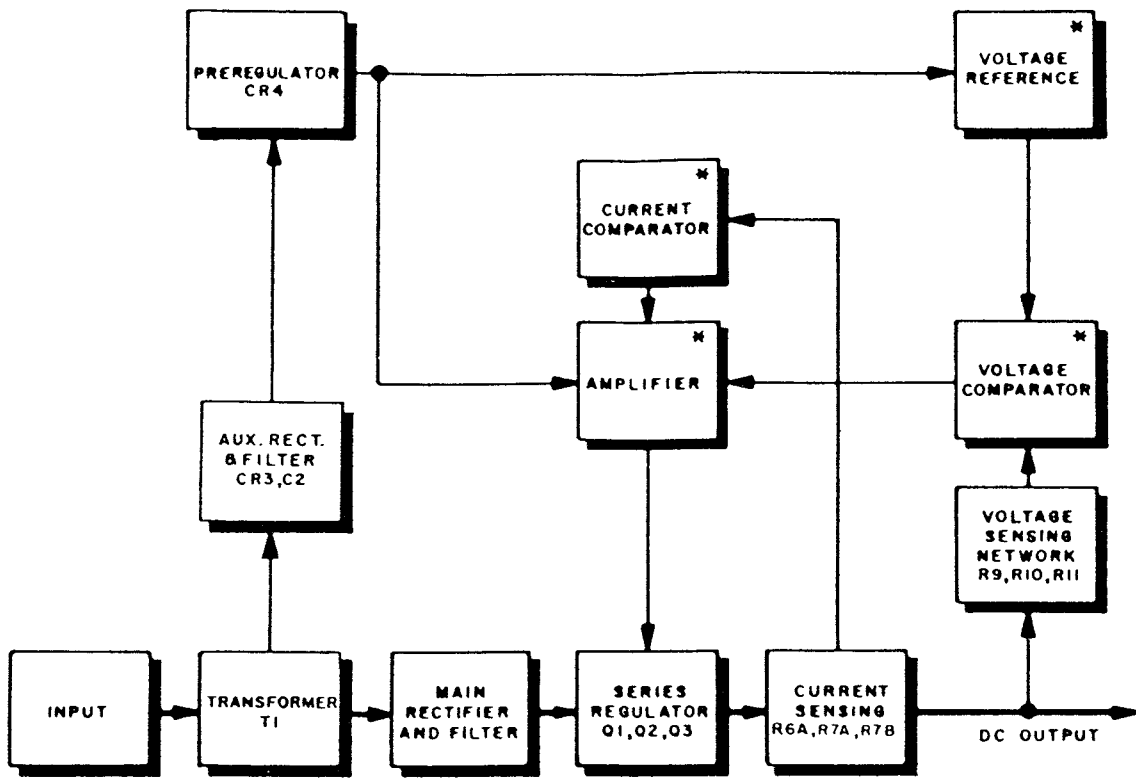 PREREGULATOR
CR4
*
VOLTAGE
REFERENCE
*
CURRENT
COMPARATOR
*
AMPLIFIER
*
VOLTAGE
COMPARATOR
AUX. RECT.
& FILTER
CR3,C2
VOLTAGE
SENSING
NETWORK
R9,R10,R11
INPUT
TRANSFORMER
T1
MAIN
RECTIFIER
AND FILTER
SERIES
REGULATOR
Q1,Q2,Q3
CURRENT
SENSING
R6A,R7A,R7B
DC OUTPUT